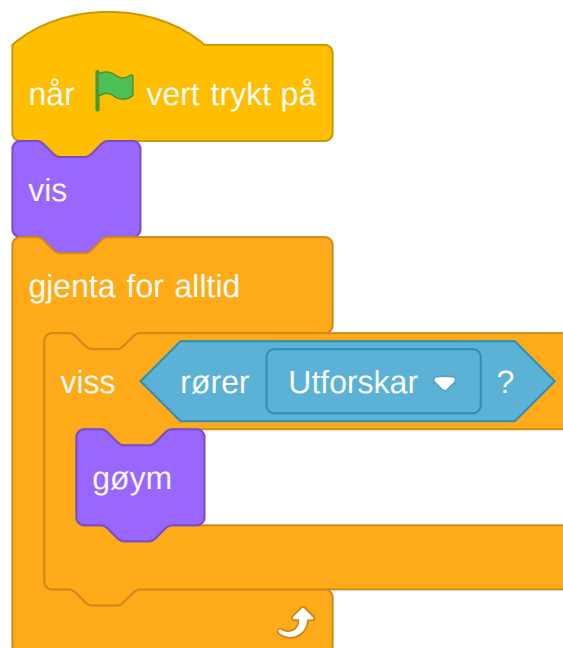 når vert trykt på
vis
gjenta for alltid
viss rører Utforskar ?
gøym